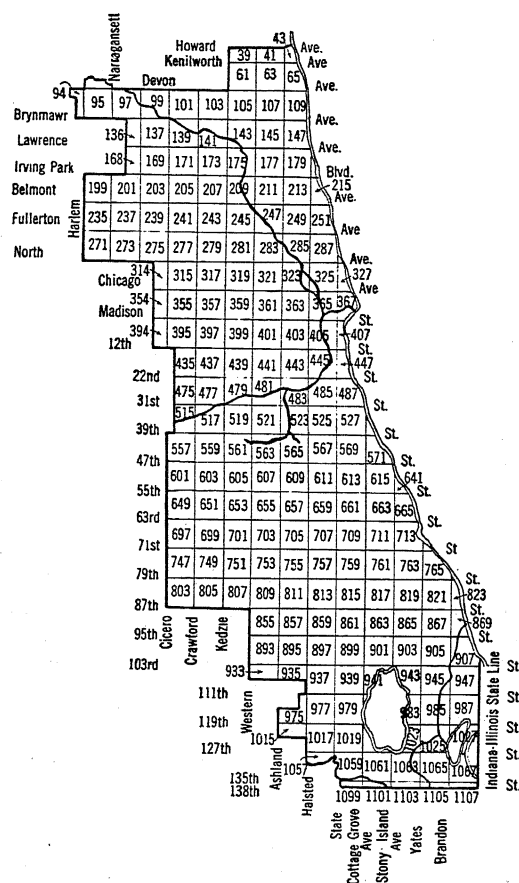 43 Ave.
Howard 39 41 Ave
Kenilworth
Narragansett 61 63 65 Ave.
Devon
94 95 97 99 101 103 105 107 109
Brynmawr Ave.
136 137 139 141 143 145 147
Lawrence Ave.
168 169 171 173 175 177 179
Irving Park Blvd.
199 201 203 205 207 209 211 213 215
Belmont Ave.
235 237 239 241 243 245 247 249 251
Fullerton Ave
Harlem
271 273 275 277 279 281 283 285 287
North Ave
314 315 317 319 321 323 325 327
Chicago Ave
354 355 357 359 361 363 365 367
Madison St.
394 395 397 399 401 403 405 407
12th St.
435 437 439 441 443 445 447
22nd St.
475 477 479 481 483 485 487
31st St.
515 517 519 521 523 525 527
39th St.
557 559 561 563 565 567 569 571
47th St.
601 603 605 607 609 611 613 615 641
55th St.
649 651 653 655 657 659 661 663 665
63rd St.
697 699 701 703 705 707 709 711 713
71st St
747 749 751 753 755 757 759 761 763 765
79th St.
803 805 807 809 811 813 815 817 819 821 823
87th St.
855 857 859 861 863 865 867 869
95th St.
Cicero Crawford Kedzie
893 895 897 899 901 903 905 907
103rd St
933 935 937 939 941 943 945 947
111th St
Western
975 977 979 983 985 987
119th St
1015 1017 1019 1023 1025 1027
127th St
Ashland
1057 1059 1061 1063 1065 1067
135th
138th
Halsted
1099 1101 1103 1105 1107
State
Cottage Grove Ave
Stony Island Ave
Yates
Brandon
Indiana-Illinois State Line